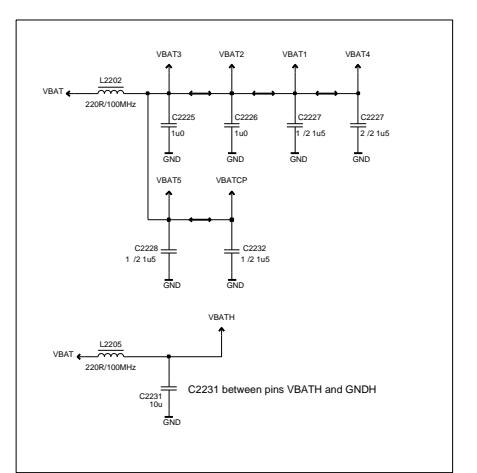 VBAT3 VBAT2 VBAT1 VBAT4
L2202
VBAT
220R/100MHz
C2225 C2226 C2227 C2227
1u0 1u0 1 /2 1u5 2 /2 1u5
GND GND GND GND
VBAT5 VBATCP
C2228 C2232
1 /2 1u5 1 /2 1u5
GND GND
VBATH
L2205
VBAT
220R/100MHz
C2231 between pins VBATH and GNDH
C2231
10u
GND